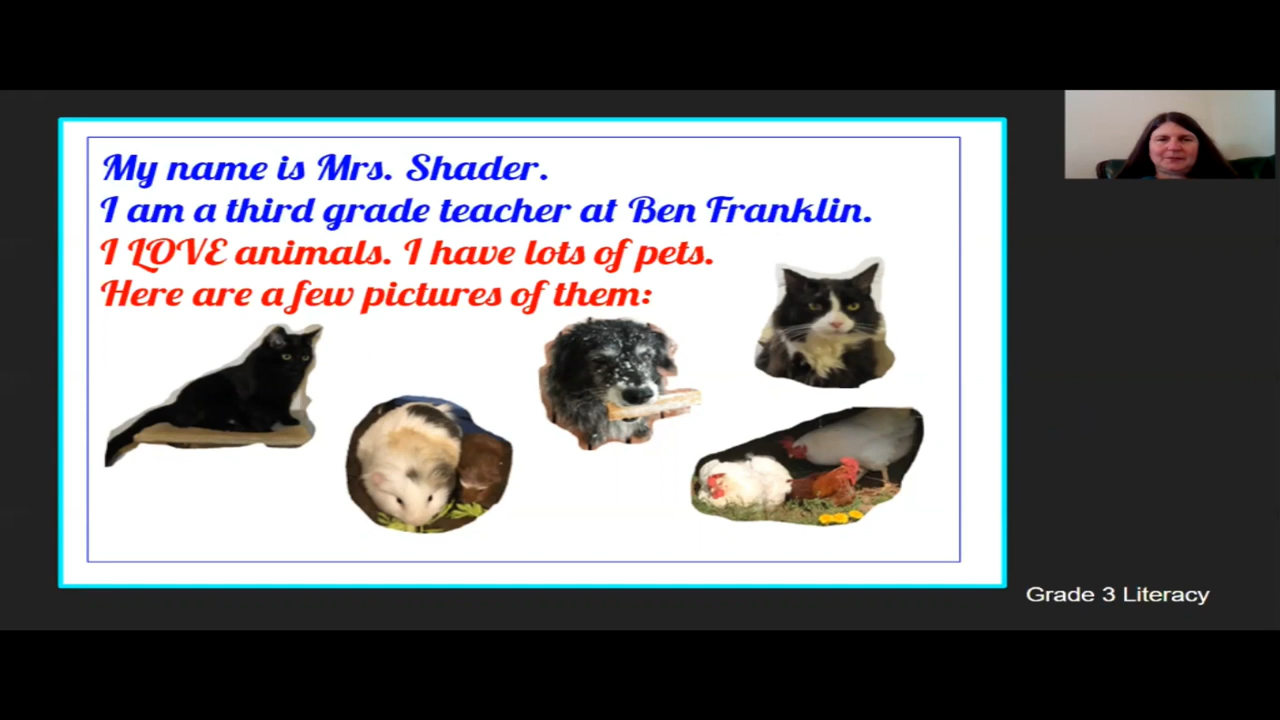 My name is Mrs. Shader.
I am a third grade teacher at Ben Franklin.
I LOVE animals. I have lots of pets.
Here are a few pictures of them:
Grade 3 Literacy